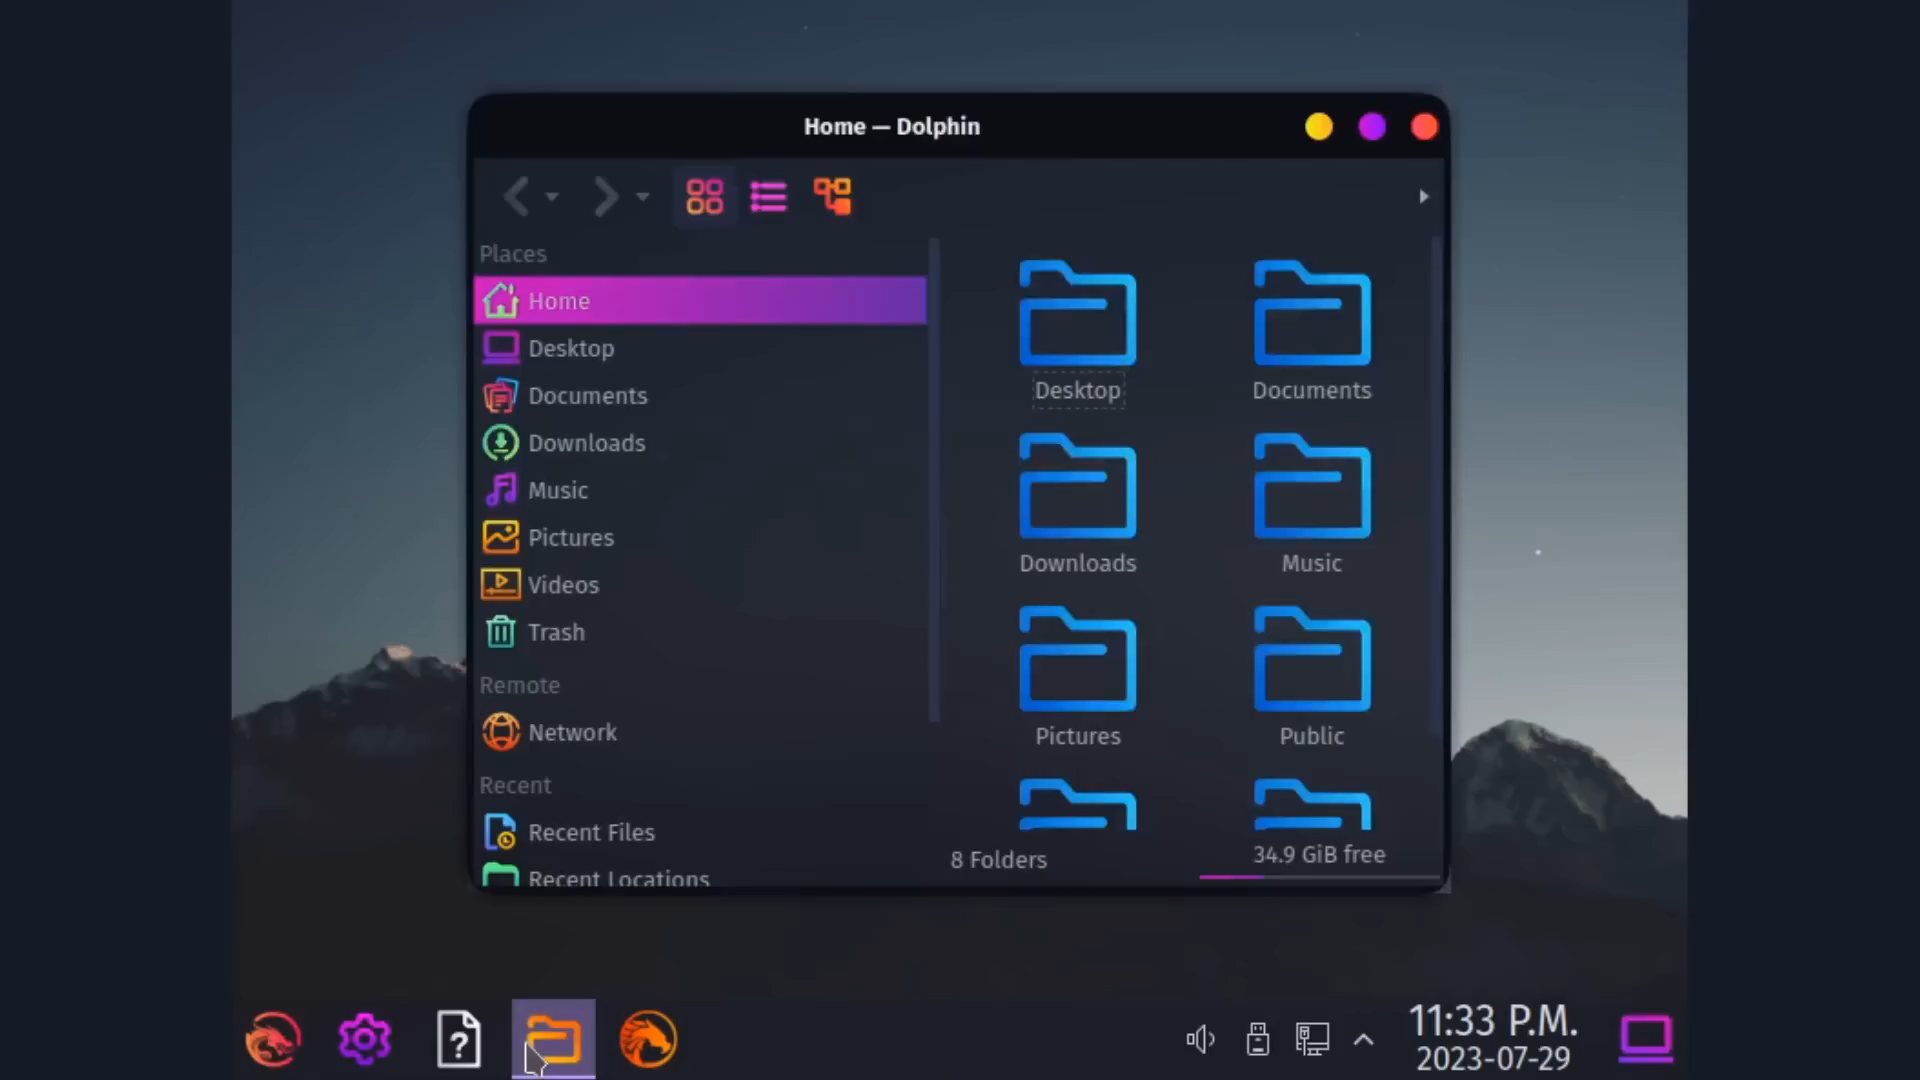 Home — Dolphin
Places
Home
Desktop
Documents
Downloads
Music
Pictures
Videos
Trash
Remote
Network
Recent
Recent Files
Recent Locations
Desktop
Documents
Downloads
Music
Pictures
Public
8 Folders
34.9 GiB free
?
11:33 P.M.
2023-07-29